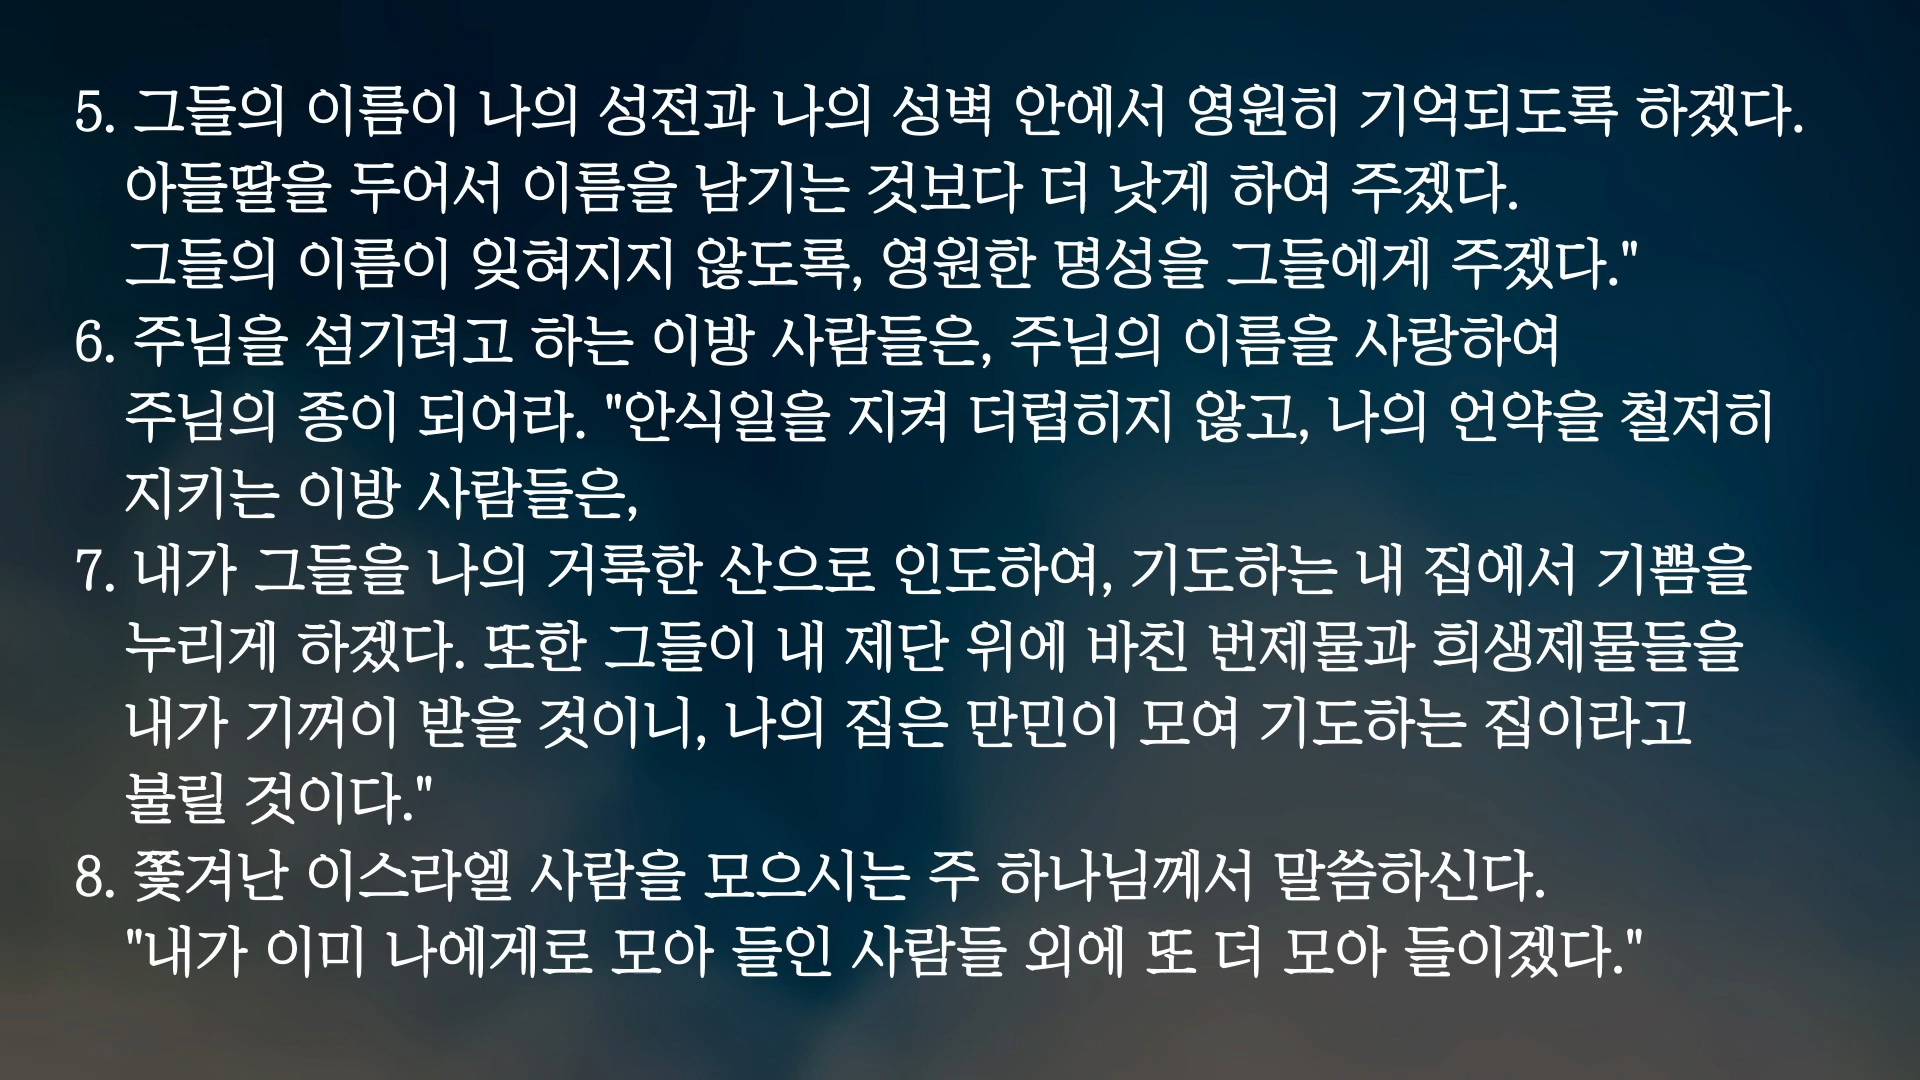 5. 그들의 이름이 나의 성전과 나의 성벽 안에서 영원히 기억되도록 하겠다.
아들딸을 두어서 이름을 남기는 것보다 더 낫게 하여 주겠다.
그들의 이름이 잊혀지지 않도록, 영원한 명성을 그들에게 주겠다."
6. 주님을 섬기려고 하는 이방 사람들은, 주님의 이름을 사랑하여
주님의 종이 되어라. "안식일을 지켜 더럽히지 않고, 나의 언약을 철저히
지키는 이방 사람들은,
7. 내가 그들을 나의 거룩한 산으로 인도하여, 기도하는 내 집에서 기쁨을
누리게 하겠다. 또한 그들이 내 제단 위에 바친 번제물과 희생제물들을
내가 기꺼이 받을 것이니, 나의 집은 만민이 모여 기도하는 집이라고
불릴 것이다."
8. 쫓겨난 이스라엘 사람을 모으시는 주 하나님께서 말씀하신다.
"내가 이미 나에게로 모아 들인 사람들 외에 또 더 모아 들이겠다."